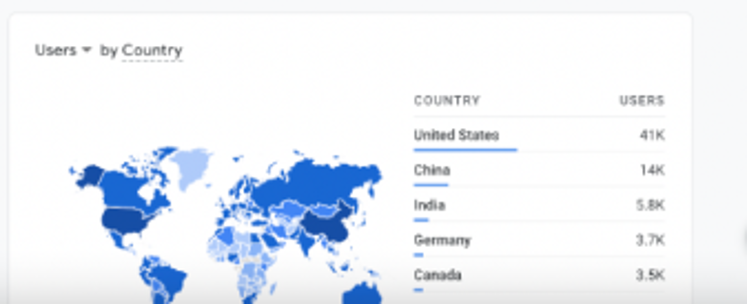 Users by Country
COUNTRY USERS
United States 41K
China 14K
India 5.8K
Germany 3.7K
Canada 3.5K